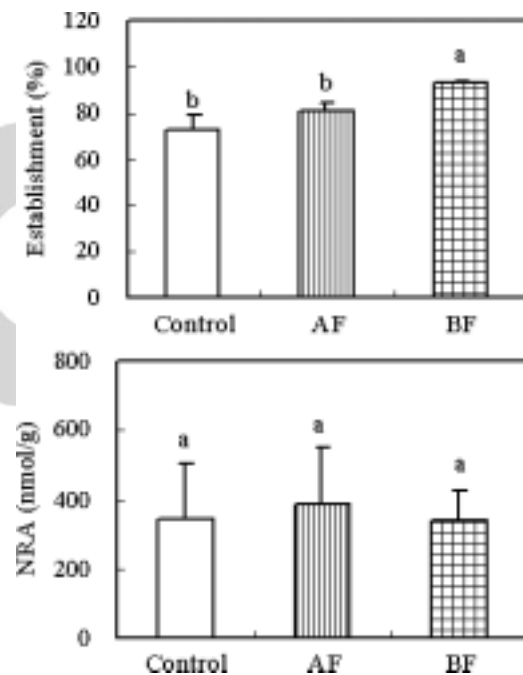 120
100
80
60
40
20
0
Establishment (%)
b
b
a
Control AF BF
800
600
400
200
0
NRA (nmol/g)
a
a
a
Control AF BF